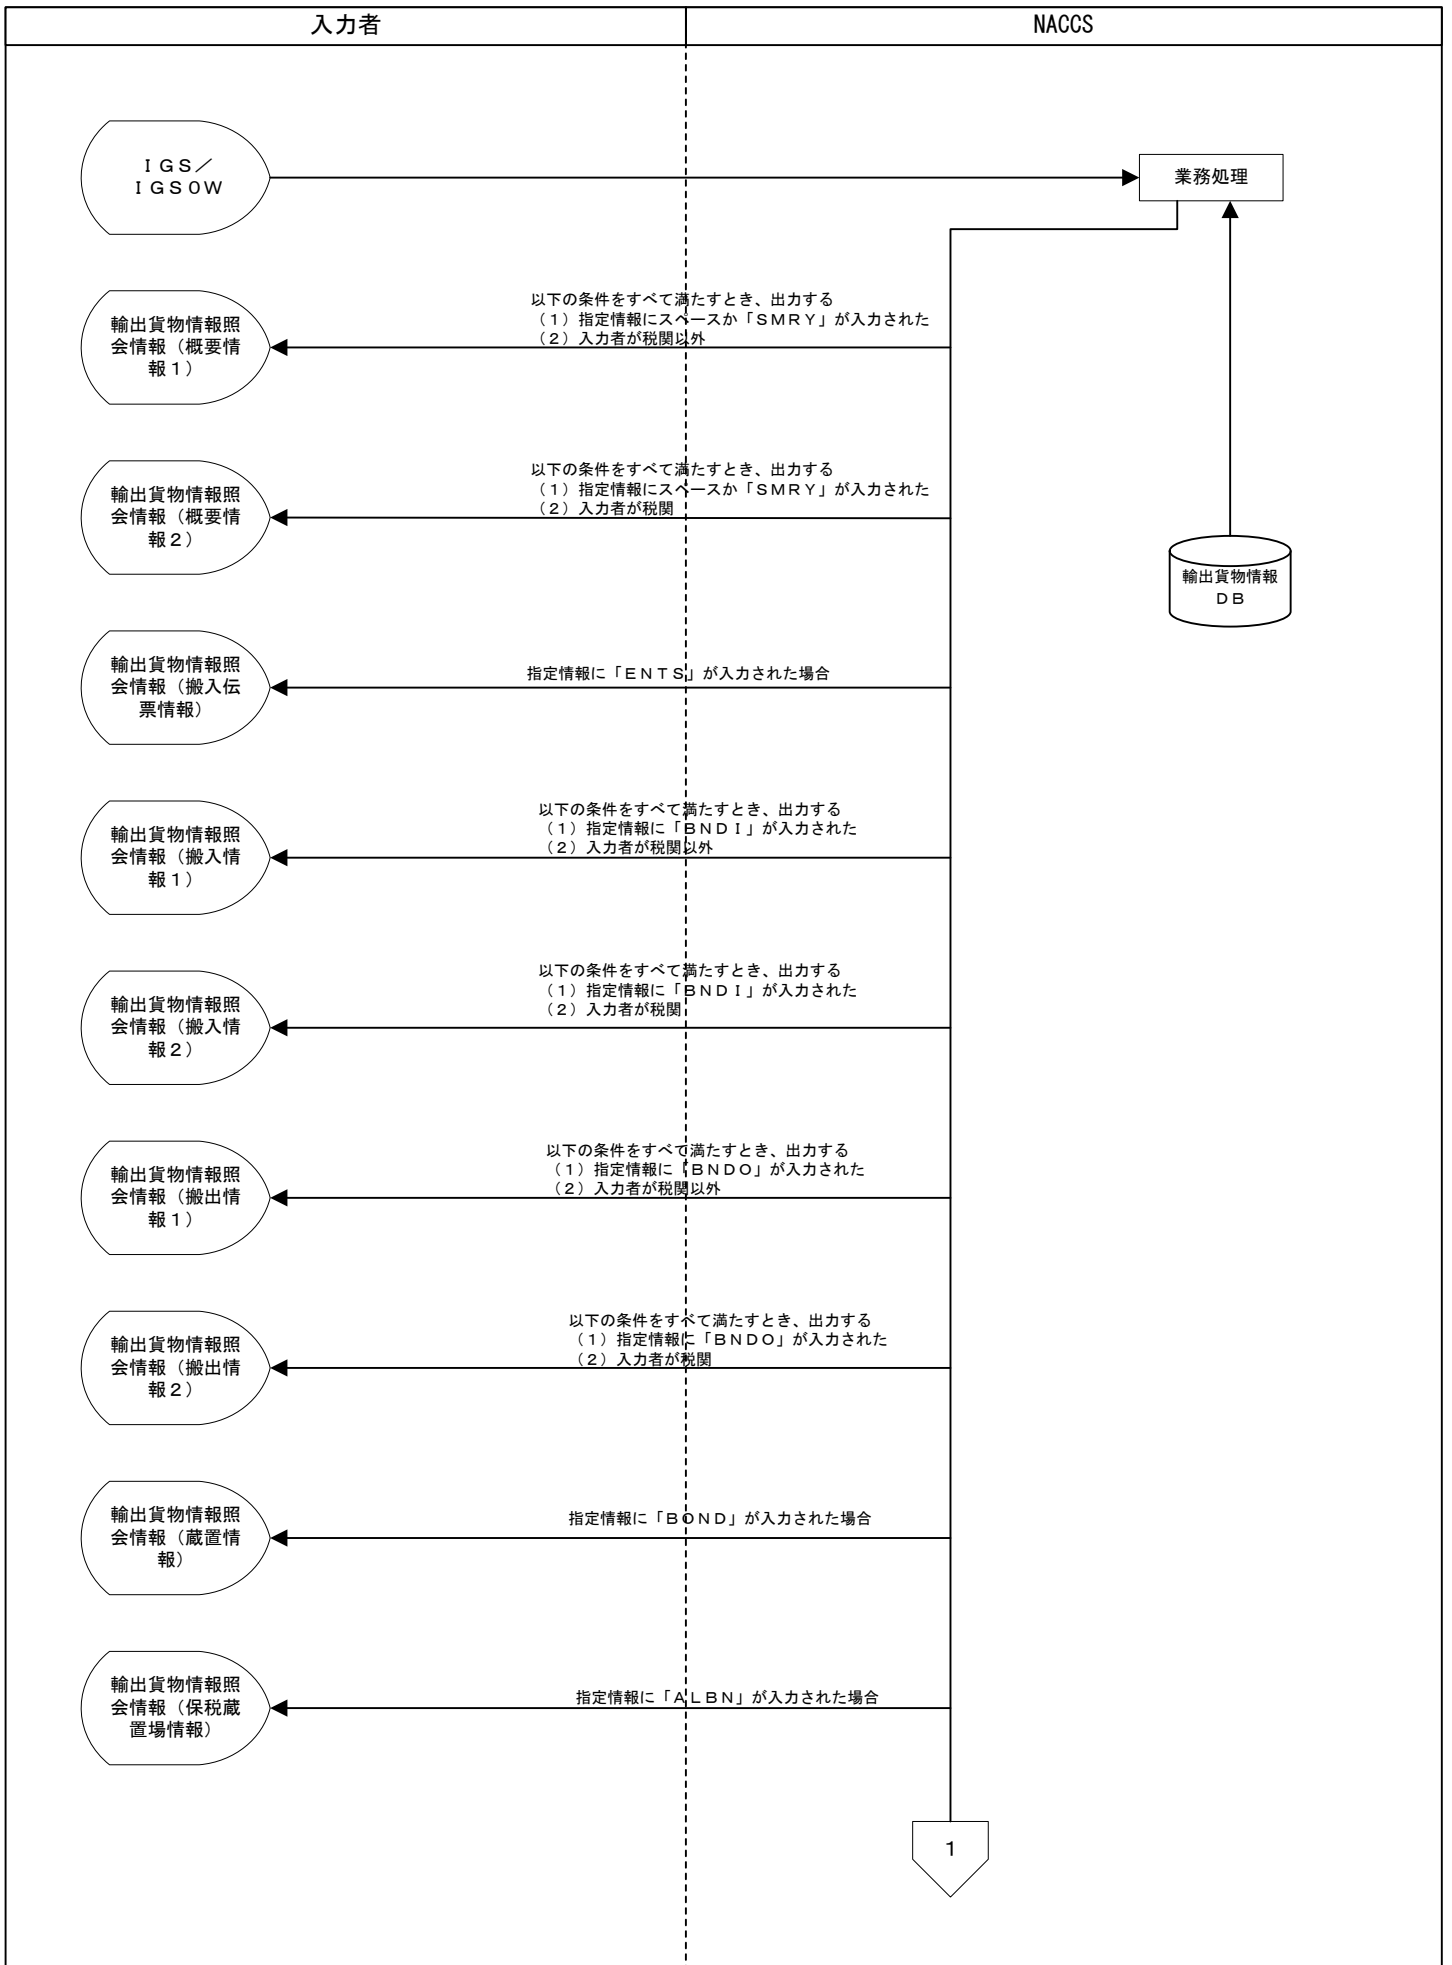 入力者
NACCS
ＩＧＳ／
ＩＧＳ０Ｗ
業務処理
輸出貨物情報照
会情報（概要情
報１）
以下の条件をすべて満たすとき、出力する
（１）指定情報にスペースか「ＳＭＲＹ」が入力された
（２）入力者が税関以外
輸出貨物情報照
会情報（概要情
報２）
以下の条件をすべて満たすとき、出力する
（１）指定情報にスペースか「ＳＭＲＹ」が入力された
（２）入力者が税関
輸出貨物情報
ＤＢ
輸出貨物情報照
会情報（搬入伝
票情報）
指定情報に「ＥＮＴＳ」が入力された場合
輸出貨物情報照
会情報（搬入情
報１）
以下の条件をすべて満たすとき、出力する
（１）指定情報に「ＢＮＤＩ」が入力された
（２）入力者が税関以外
輸出貨物情報照
会情報（搬入情
報２）
以下の条件をすべて満たすとき、出力する
（１）指定情報に「ＢＮＤＩ」が入力された
（２）入力者が税関
輸出貨物情報照
会情報（搬出情
報１）
以下の条件をすべて満たすとき、出力する
（１）指定情報に「ＢＮＤＯ」が入力された
（２）入力者が税関以外
輸出貨物情報照
会情報（搬出情
報２）
以下の条件をすべて満たすとき、出力する
（１）指定情報に「ＢＮＤＯ」が入力された
（２）入力者が税関
輸出貨物情報照
会情報（蔵置情
報）
指定情報に「ＢＯＮＤ」が入力された場合
輸出貨物情報照
会情報（保税蔵
置場情報）
指定情報に「ＡＬＢＮ」が入力された場合
１